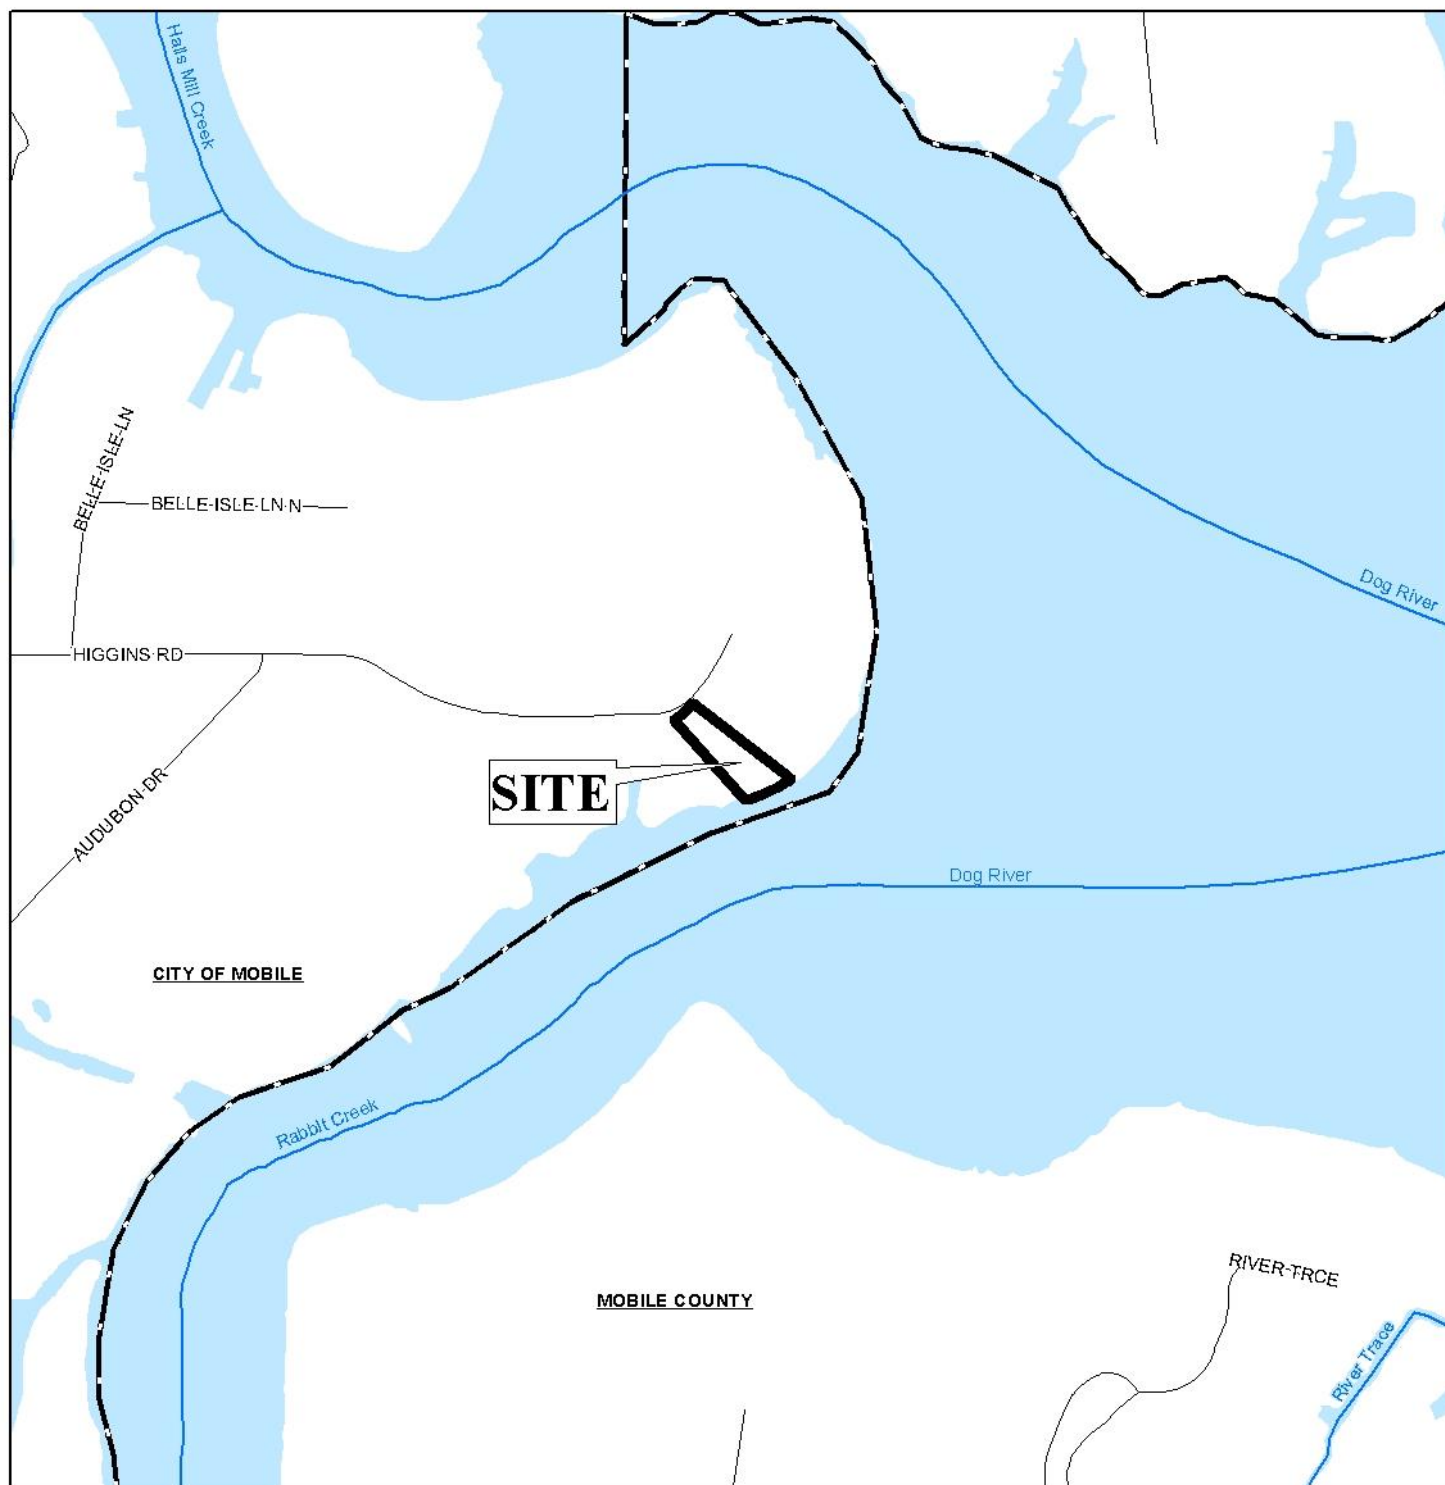 Halls Mill Creek
BELLE-ISLE-LN
BELLE-ISLE-LN-N
Dog River
HIGGINS-RD
SITE
AUDUBON-DR
Dog River
CITY OF MOBILE
Rabbit Creek
RIVER-TRCE
MOBILE COUNTY
River Trace